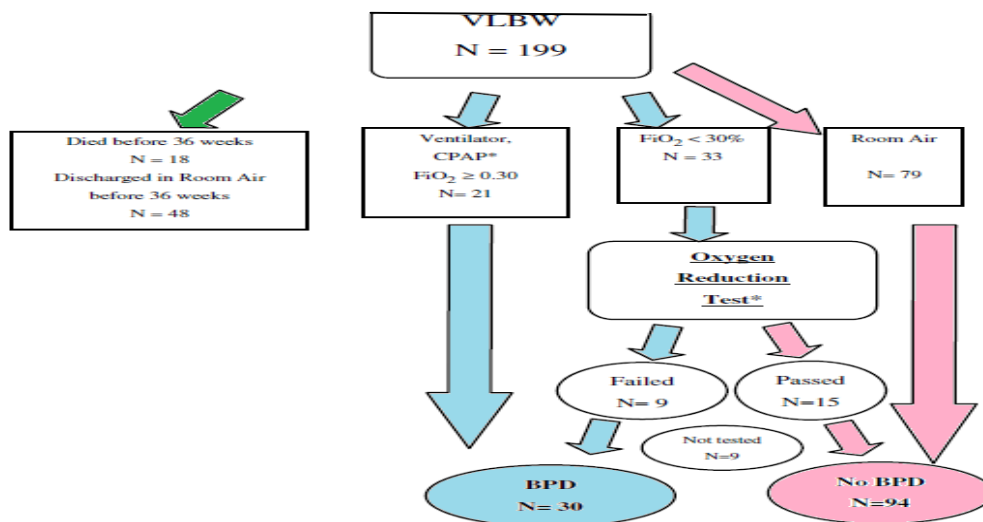 VLBW
N = 199
Died before 36 weeks
N = 18
Discharged in Room Air
before 36 weeks
N = 48
Ventilator,
CPAP*
FiO₂ ≥ 0.30
N= 21
FiO₂ < 30%
N = 33
Room Air
N= 79
Oxygen
Reduction
Test*
Failed
N= 9
Passed
N=15
Not tested
N=9
BPD
N= 30
No BPD
N=94